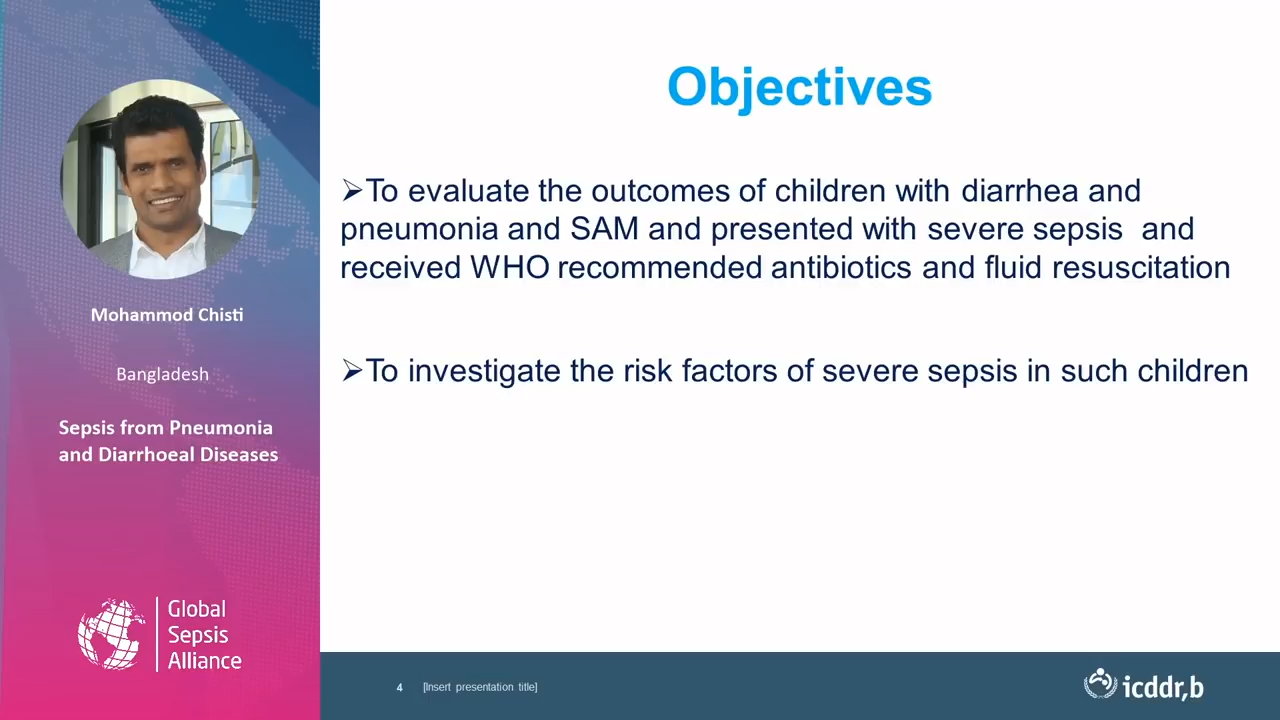 Objectives
➢To evaluate the outcomes of children with diarrhea and
pneumonia and SAM and presented with severe sepsis and
received WHO recommended antibiotics and fluid resuscitation
➢To investigate the risk factors of severe sepsis in such children
Mohammod Chisti
Bangladesh
Sepsis from Pneumonia
and Diarrhoeal Diseases
Global
Sepsis
Alliance
4 [Insert presentation title]
icddr,b